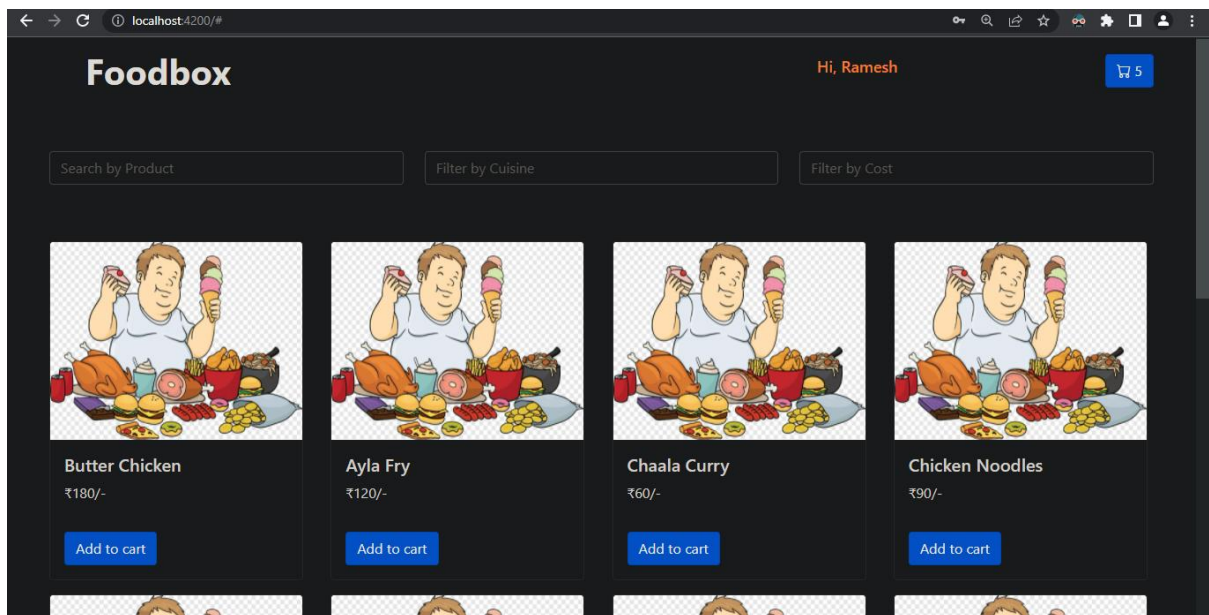 localhost:4200/#
Foodbox
Hi, Ramesh
5
Search by Product
Filter by Cuisine
Filter by Cost
Butter Chicken
Ayla Fry
Chaala Curry
Chicken Noodles
₹180/-
₹120/-
₹60/-
₹90/-
Add to cart
Add to cart
Add to cart
Add to cart